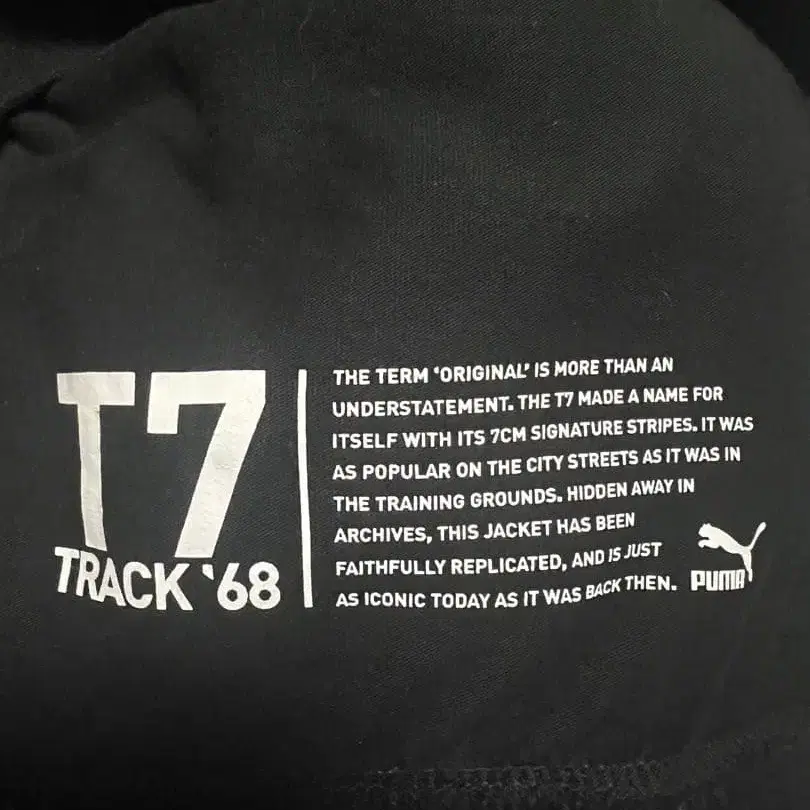 T7
TRACK '68
THE TERM 'ORIGINAL' IS MORE THAN AN
UNDERSTATEMENT. THE T7 MADE A NAME FOR
ITSELF WITH ITS 7CM SIGNATURE STRIPES. IT WAS
AS POPULAR ON THE CITY STREETS AS IT WAS IN
THE TRAINING GROUNDS. HIDDEN AWAY IN
ARCHIVES, THIS JACKET HAS BEEN
FAITHFULLY REPLICATED, AND IS JUST
AS ICONIC TODAY AS IT WAS BACK THEN.
PUMA